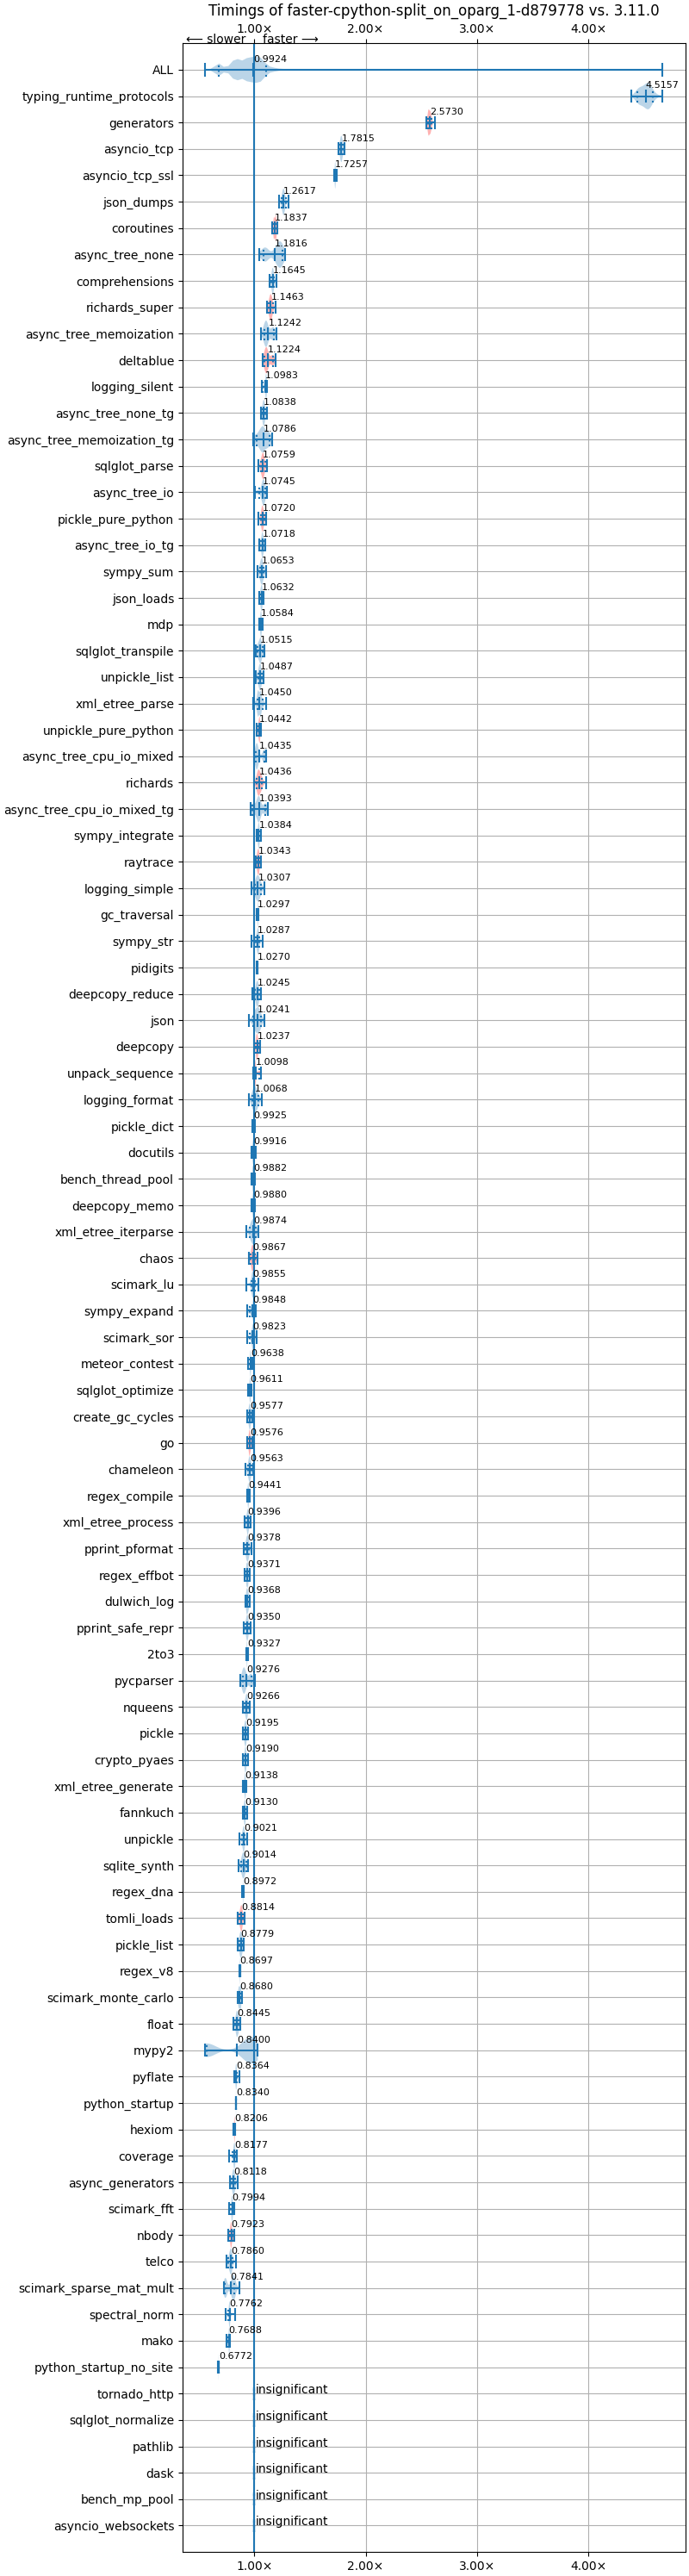 Timings of faster-cpython-split_on_oparg_1-d879778 vs. 3.11.0
1.00× 2.00× 3.00× 4.00×
⟵ slower faster ⟶
ALL 0.9924
typing_runtime_protocols 4.5157
generators 2.5730
asyncio_tcp 1.7815
asyncio_tcp_ssl 1.7257
json_dumps 1.2617
coroutines 1.1837
async_tree_none 1.1816
comprehensions 1.1645
richards_super 1.1463
async_tree_memoization 1.1242
deltablue 1.1224
logging_silent 1.0983
async_tree_none_tg 1.0838
async_tree_memoization_tg 1.0786
sqlglot_parse 1.0759
async_tree_io 1.0745
pickle_pure_python 1.0720
async_tree_io_tg 1.0718
sympy_sum 1.0653
json_loads 1.0632
mdp 1.0584
sqlglot_transpile 1.0515
unpickle_list 1.0487
xml_etree_parse 1.0450
unpickle_pure_python 1.0442
async_tree_cpu_io_mixed 1.0435
richards 1.0436
async_tree_cpu_io_mixed_tg 1.0393
sympy_integrate 1.0384
raytrace 1.0343
logging_simple 1.0307
gc_traversal 1.0297
sympy_str 1.0287
pidigits 1.0270
deepcopy_reduce 1.0245
json 1.0241
deepcopy 1.0237
unpack_sequence 1.0098
logging_format 1.0068
pickle_dict 0.9925
docutils 0.9916
bench_thread_pool 0.9882
deepcopy_memo 0.9880
xml_etree_iterparse 0.9874
chaos 0.9867
scimark_lu 0.9855
sympy_expand 0.9848
scimark_sor 0.9823
meteor_contest 0.9638
sqlglot_optimize 0.9611
create_gc_cycles 0.9577
go 0.9576
chameleon 0.9563
regex_compile 0.9441
xml_etree_process 0.9396
pprint_pformat 0.9378
regex_effbot 0.9371
dulwich_log 0.9368
pprint_safe_repr 0.9350
2to3 0.9327
pycparser 0.9276
nqueens 0.9266
pickle 0.9195
crypto_pyaes 0.9190
xml_etree_generate 0.9138
fannkuch 0.9130
unpickle 0.9021
sqlite_synth 0.9014
regex_dna 0.8972
tomli_loads 0.8814
pickle_list 0.8779
regex_v8 0.8697
scimark_monte_carlo 0.8680
float 0.8445
mypy2 0.8400
pyflate 0.8364
python_startup 0.8340
hexiom 0.8206
coverage 0.8177
async_generators 0.8118
scimark_fft 0.7994
nbody 0.7923
telco 0.7860
scimark_sparse_mat_mult 0.7841
spectral_norm 0.7762
mako 0.7688
python_startup_no_site 0.6772
tornado_http insignificant
sqlglot_normalize insignificant
pathlib insignificant
dask insignificant
bench_mp_pool insignificant
asyncio_websockets insignificant
1.00× 2.00× 3.00× 4.00×